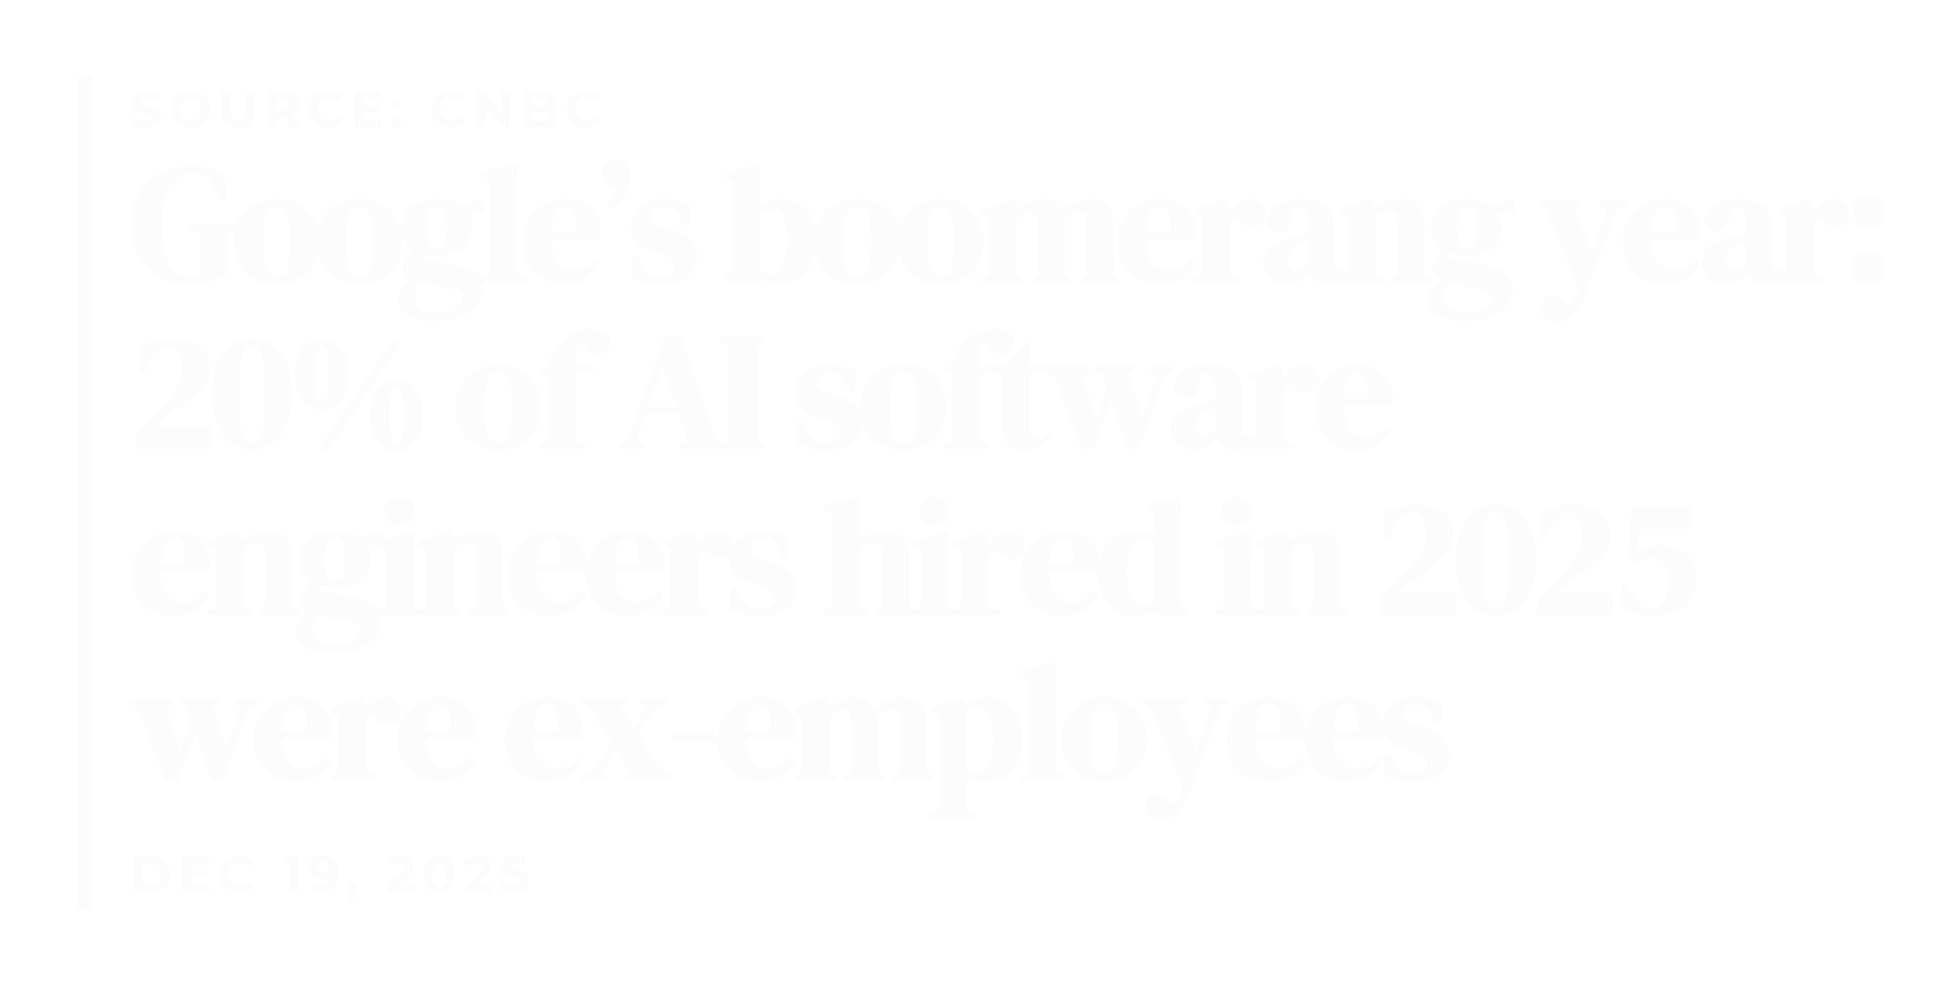 SOURCE: CNBC
Google’s boomerang year:
20% of AI software
engineers hired in 2025
were ex-employees
DEC 19, 2025